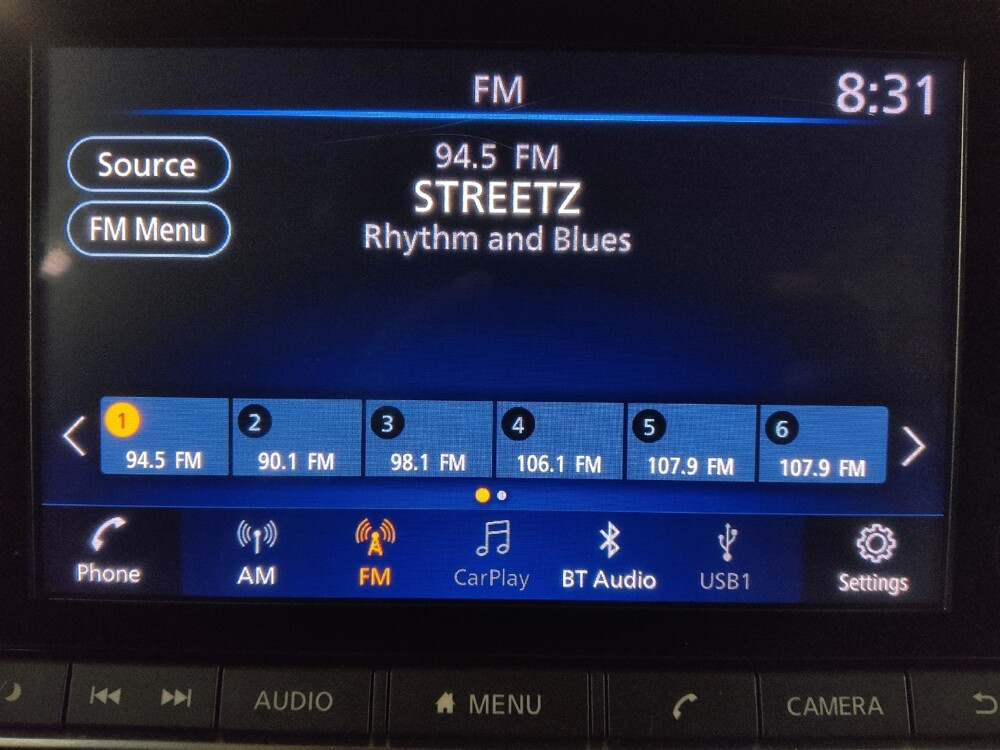 FM
8:31
Source
94.5 FM
STREETZ
FM Menu
Rhythm and Blues
1
2
3
4
5
6
94.5 FM
90.1 FM
98.1 FM
106.1 FM
107.9 FM
107.9 FM
Phone
AM
FM
CarPlay
BT Audio
USB1
Settings
AUDIO
MENU
CAMERA